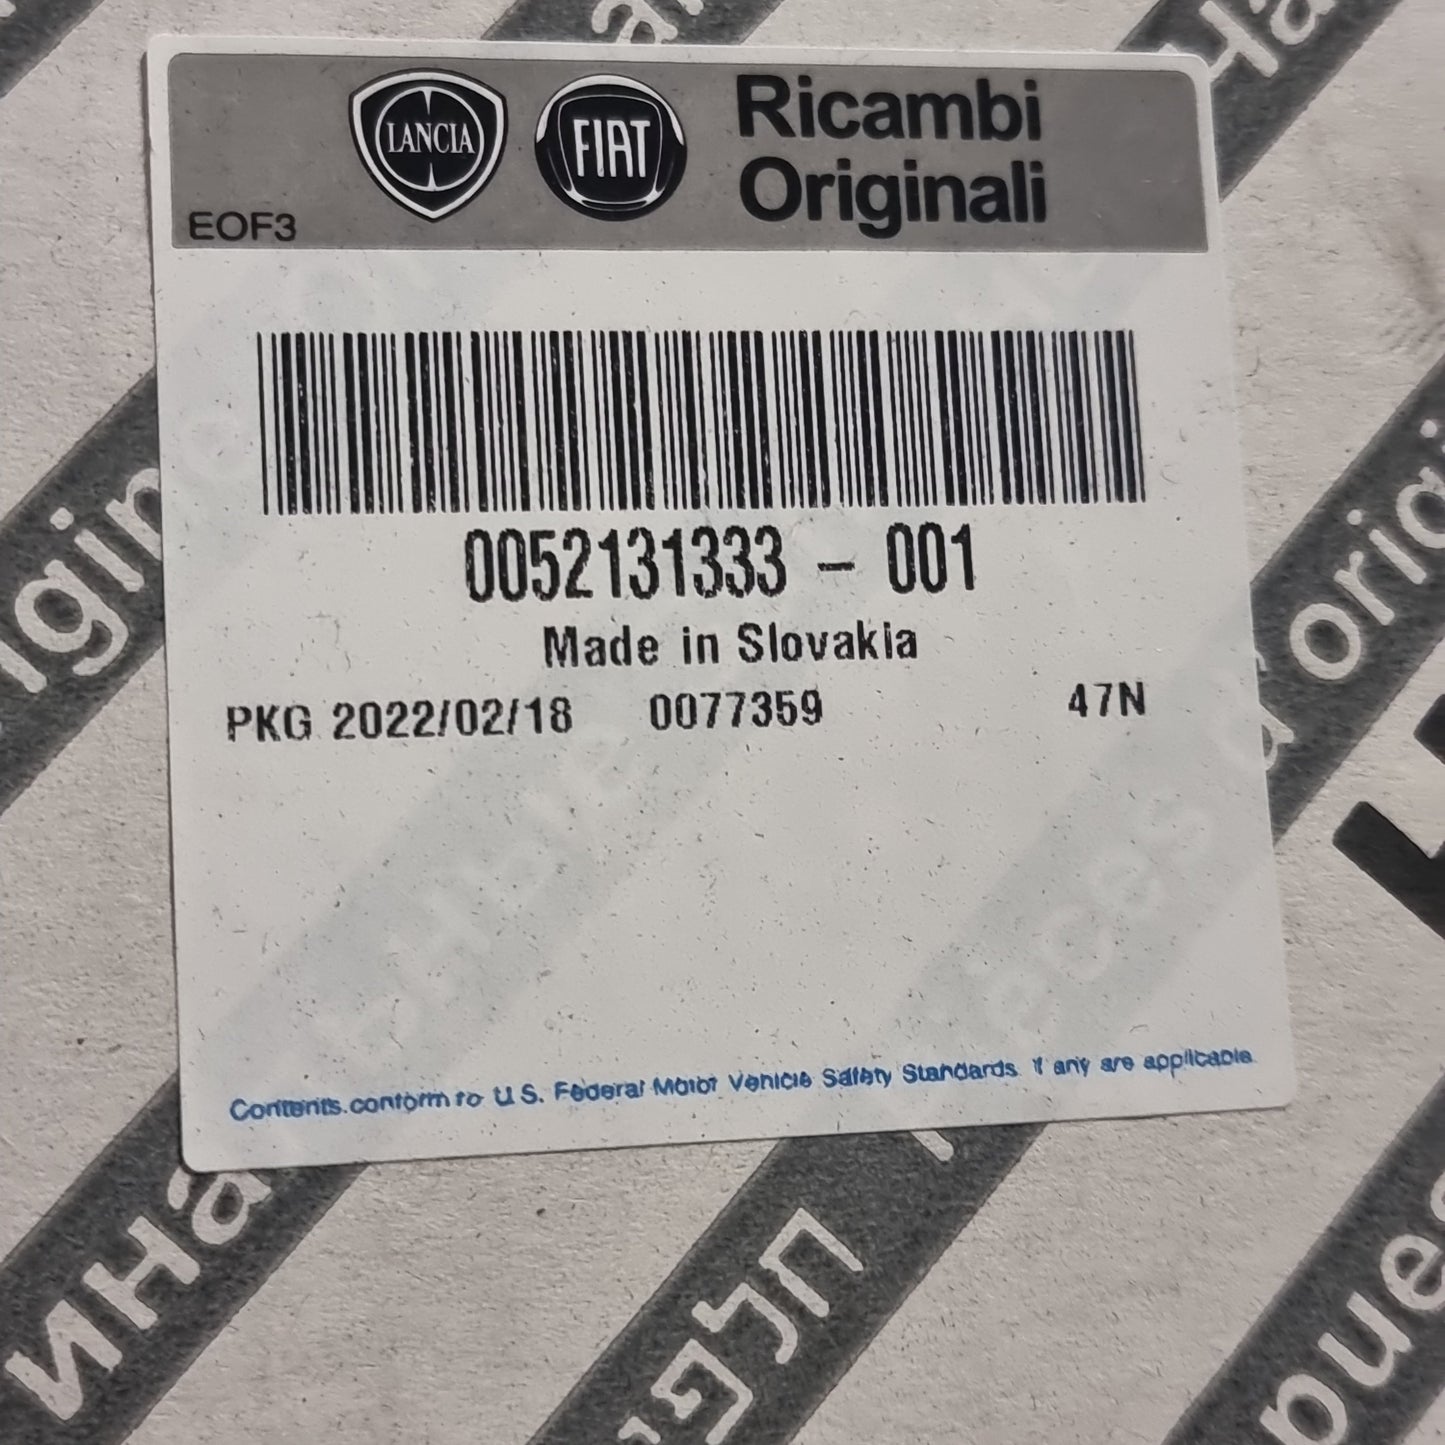 LANCIA FIAT Ricambi
Originali
EOF3
0052131333 - 001
Made in Slovakia
PKG 2022/02/18 0077359 47N
Contents conform to U.S. Federal Motor Vehicle Safety Standards if any are applicable